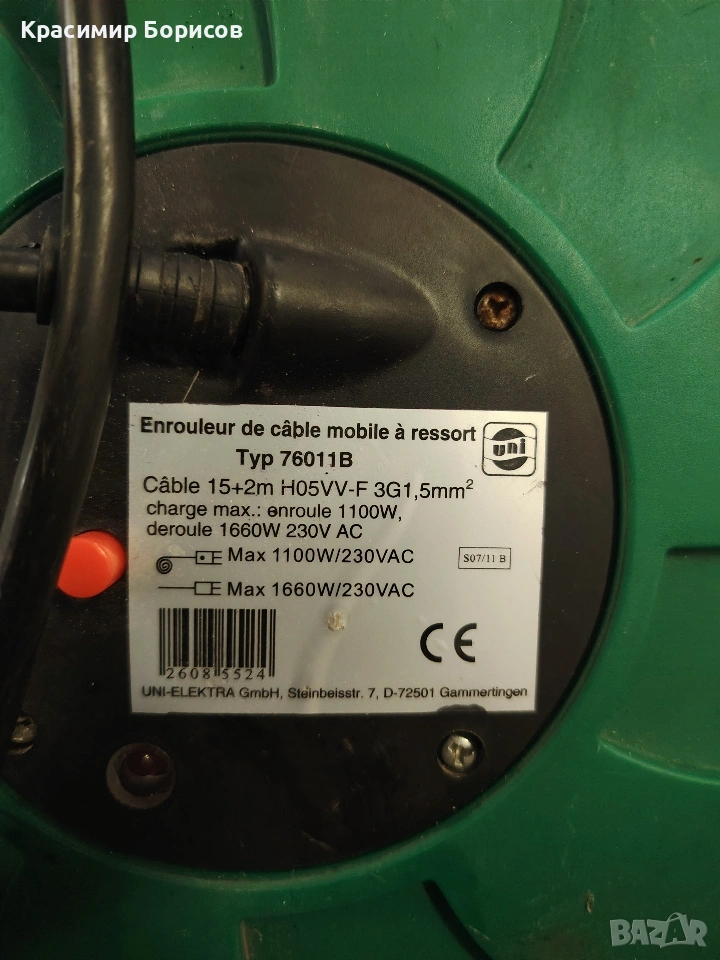 Красимир Борисов
Enrouleur de câble mobile à ressort
uni
Typ 76011B
Câble 15+2m H05VV-F 3G1,5mm²
charge max.: enroule 1100W,
deroule 1660W 230V AC
Max 1100W/230VAC
S07/11 B
Max 1660W/230VAC
CE
2608 5524
UNI-ELEKTRA GmbH, Steinbeisstr. 7, D-72501 Gammertingen
BAZAR